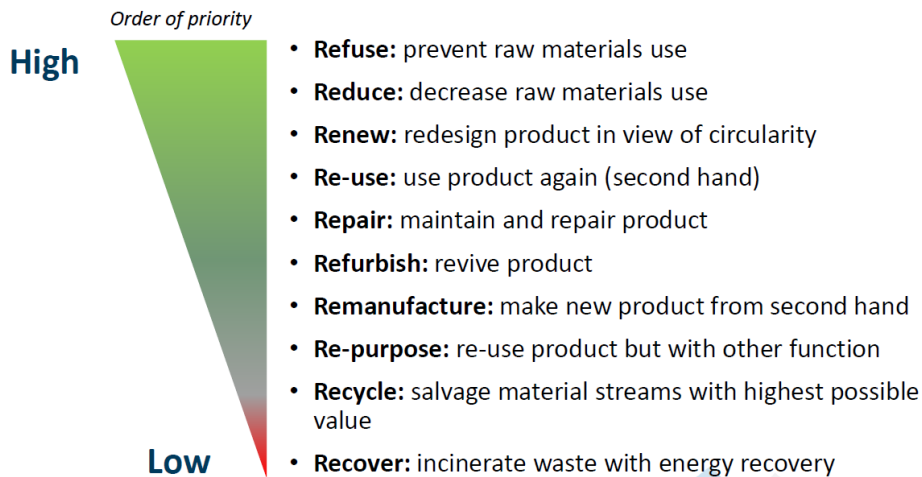 Order of priority
High
• Refuse: prevent raw materials use
• Reduce: decrease raw materials use
• Renew: redesign product in view of circularity
• Re-use: use product again (second hand)
• Repair: maintain and repair product
• Refurbish: revive product
• Remanufacture: make new product from second hand
• Re-purpose: re-use product but with other function
• Recycle: salvage material streams with highest possible
value
Low
• Recover: incinerate waste with energy recovery